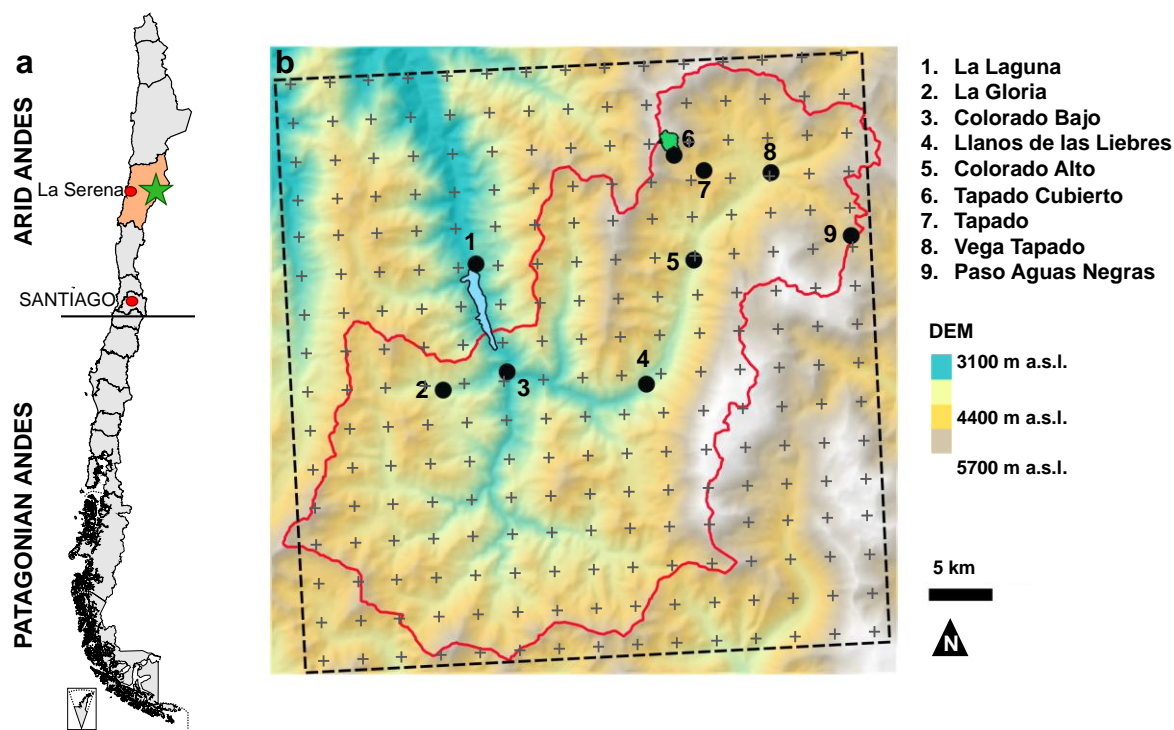 a
ARID ANDES
La Serena
SANTIAGO
PATAGONIAN ANDES
b
1
2
3
4
5
6
7
8
9
1. La Laguna
2. La Gloria
3. Colorado Bajo
4. Llanos de las Liebres
5. Colorado Alto
6. Tapado Cubierto
7. Tapado
8. Vega Tapado
9. Paso Aguas Negras
DEM
3100 m a.s.l.
4400 m a.s.l.
5700 m a.s.l.
5 km
N